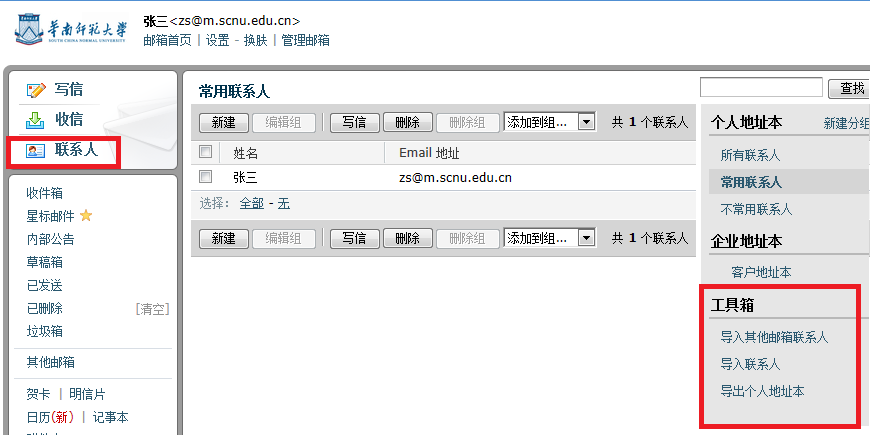 華南师范大学
SOUTH CHINA NORMAL UNIVERSITY
张三<zs@m.scnu.edu.cn>
邮箱首页 | 设置 - 换肤 | 管理邮箱
写信
收信
联系人
收件箱
星标邮件
内部公告
草稿箱
已发送
已删除 [清空]
垃圾箱
其他邮箱
贺卡 | 明信片
日历(新) | 记事本
常用联系人
新建 编辑组 写信 删除 删除组 添加到组... 共 1 个联系人
姓名 Email 地址
张三 zs@m.scnu.edu.cn
选择： 全部 - 无
新建 编辑组 写信 删除 删除组 添加到组... 共 1 个联系人
查找
个人地址本 新建分组
所有联系人
常用联系人
不常用联系人
企业地址本
客户地址本
工具箱
导入其他邮箱联系人
导入联系人
导出个人地址本